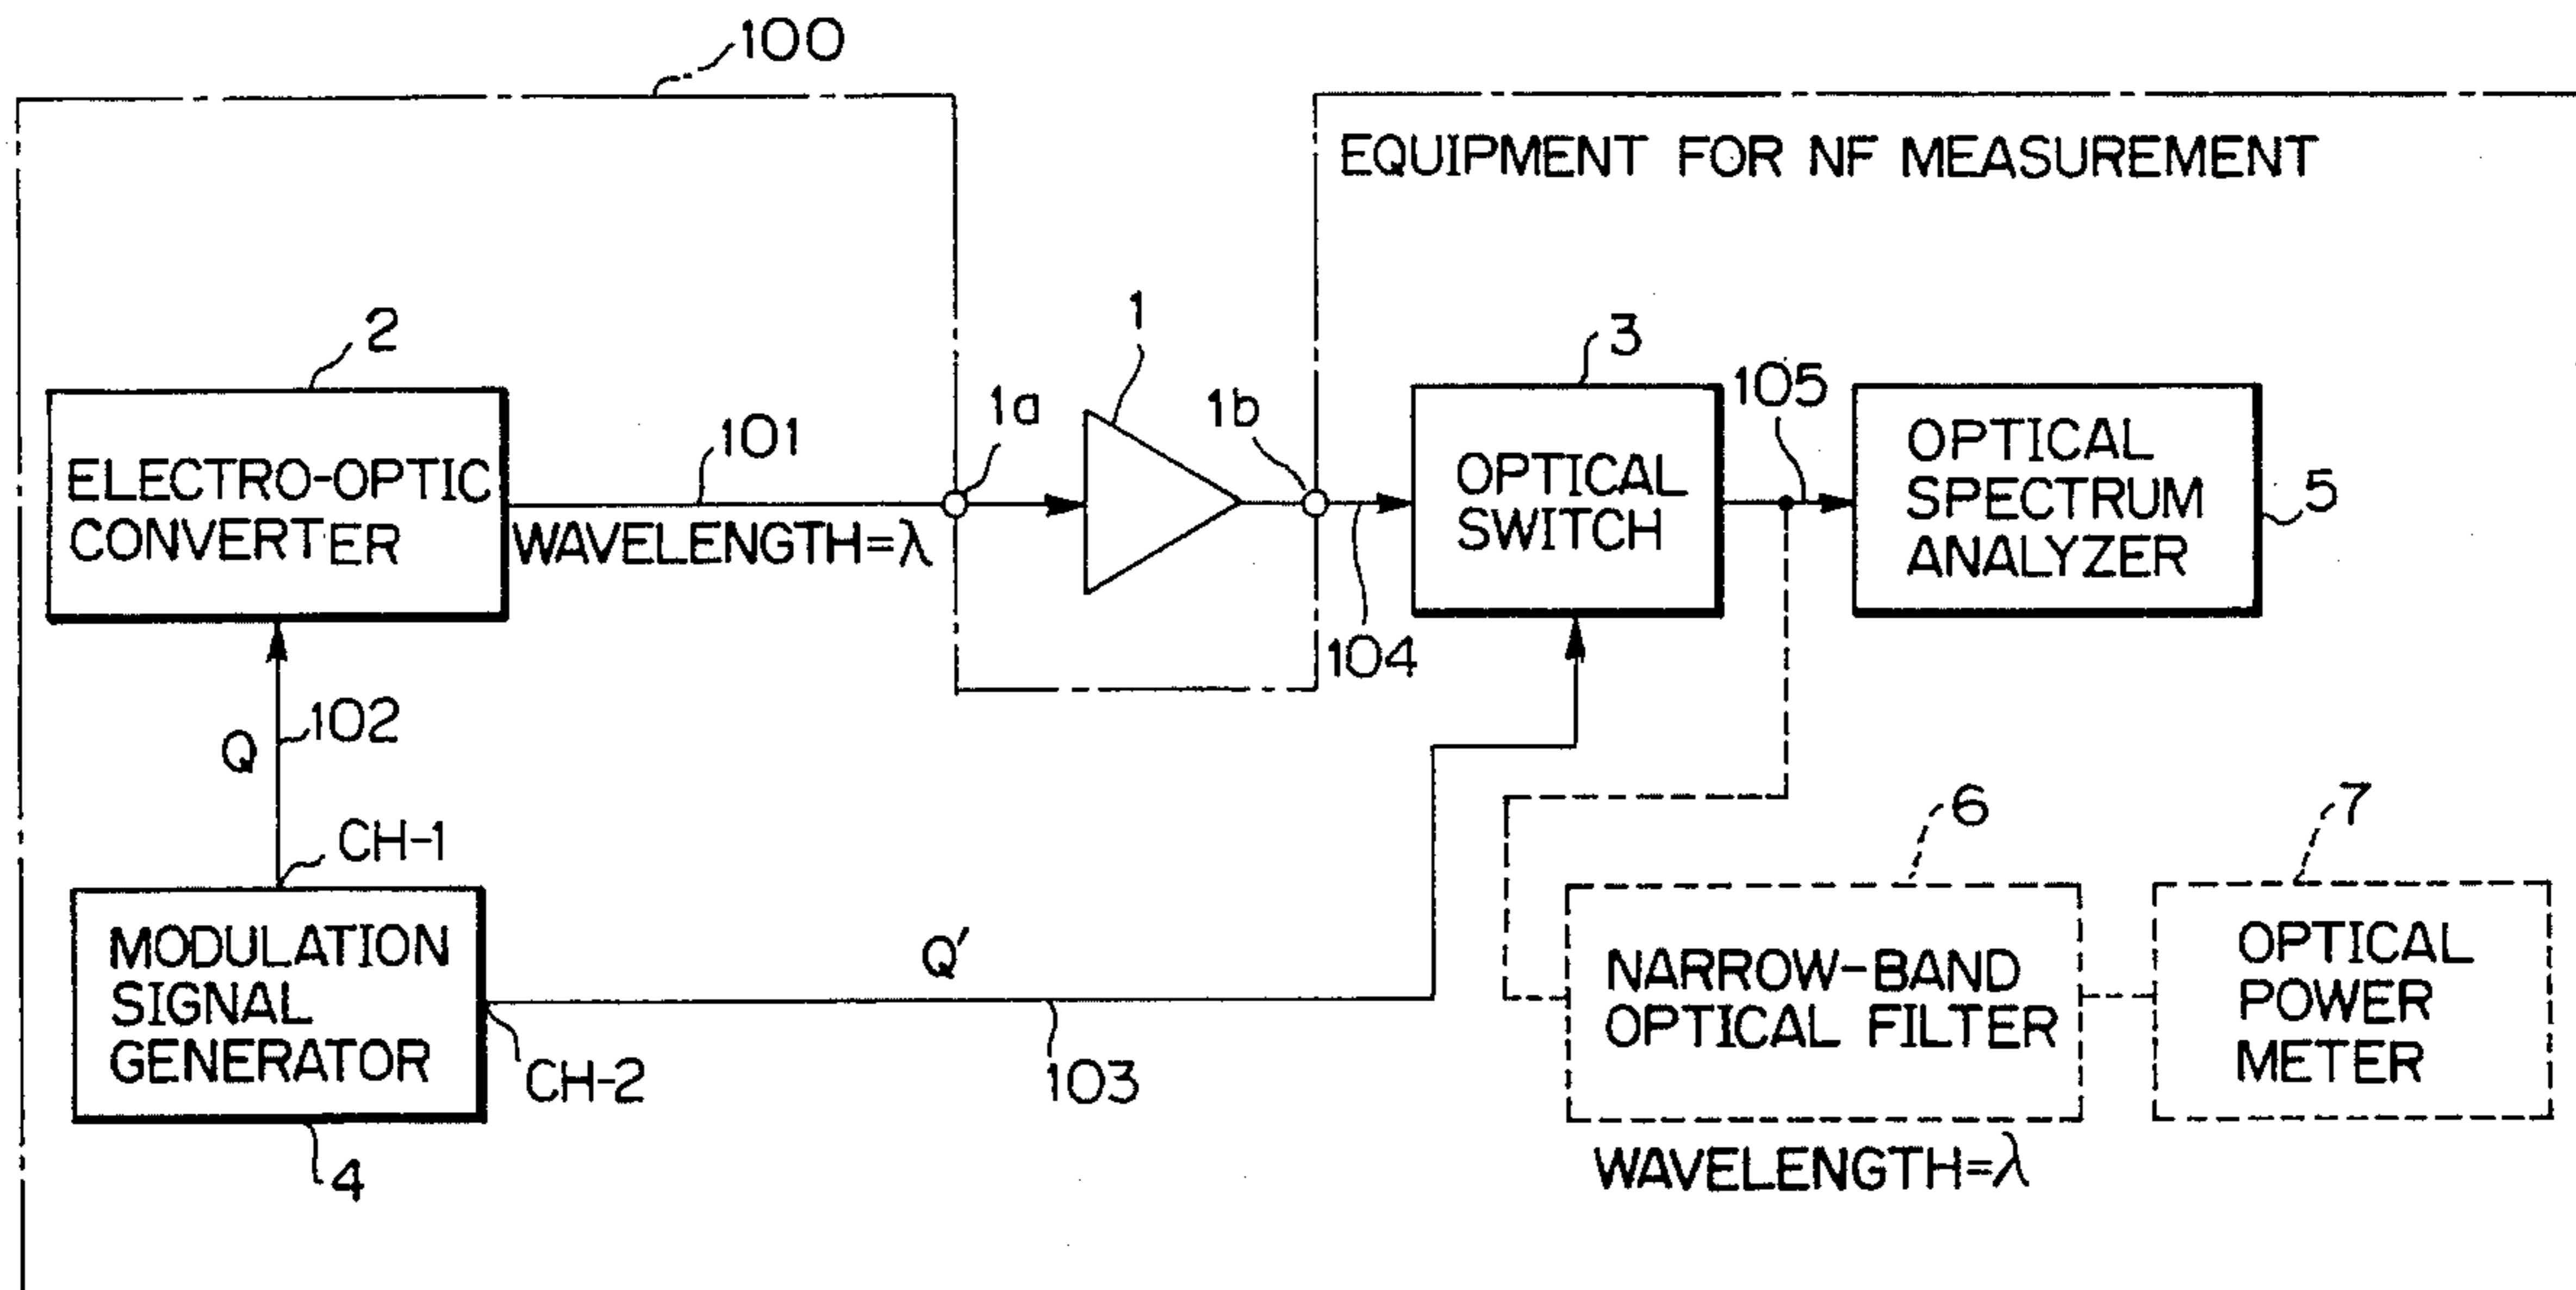 100
EQUIPMENT FOR NF MEASUREMENT
2
ELECTRO-OPTIC
CONVERTER
101
WAVELENGTH=λ
1a
1
1b
104
3
OPTICAL
SWITCH
105
OPTICAL
SPECTRUM
ANALYZER
5
Q
102
CH-1
MODULATION
SIGNAL
GENERATOR
4
CH-2
Q'
103
6
NARROW-BAND
OPTICAL FILTER
WAVELENGTH=λ
7
OPTICAL
POWER
METER